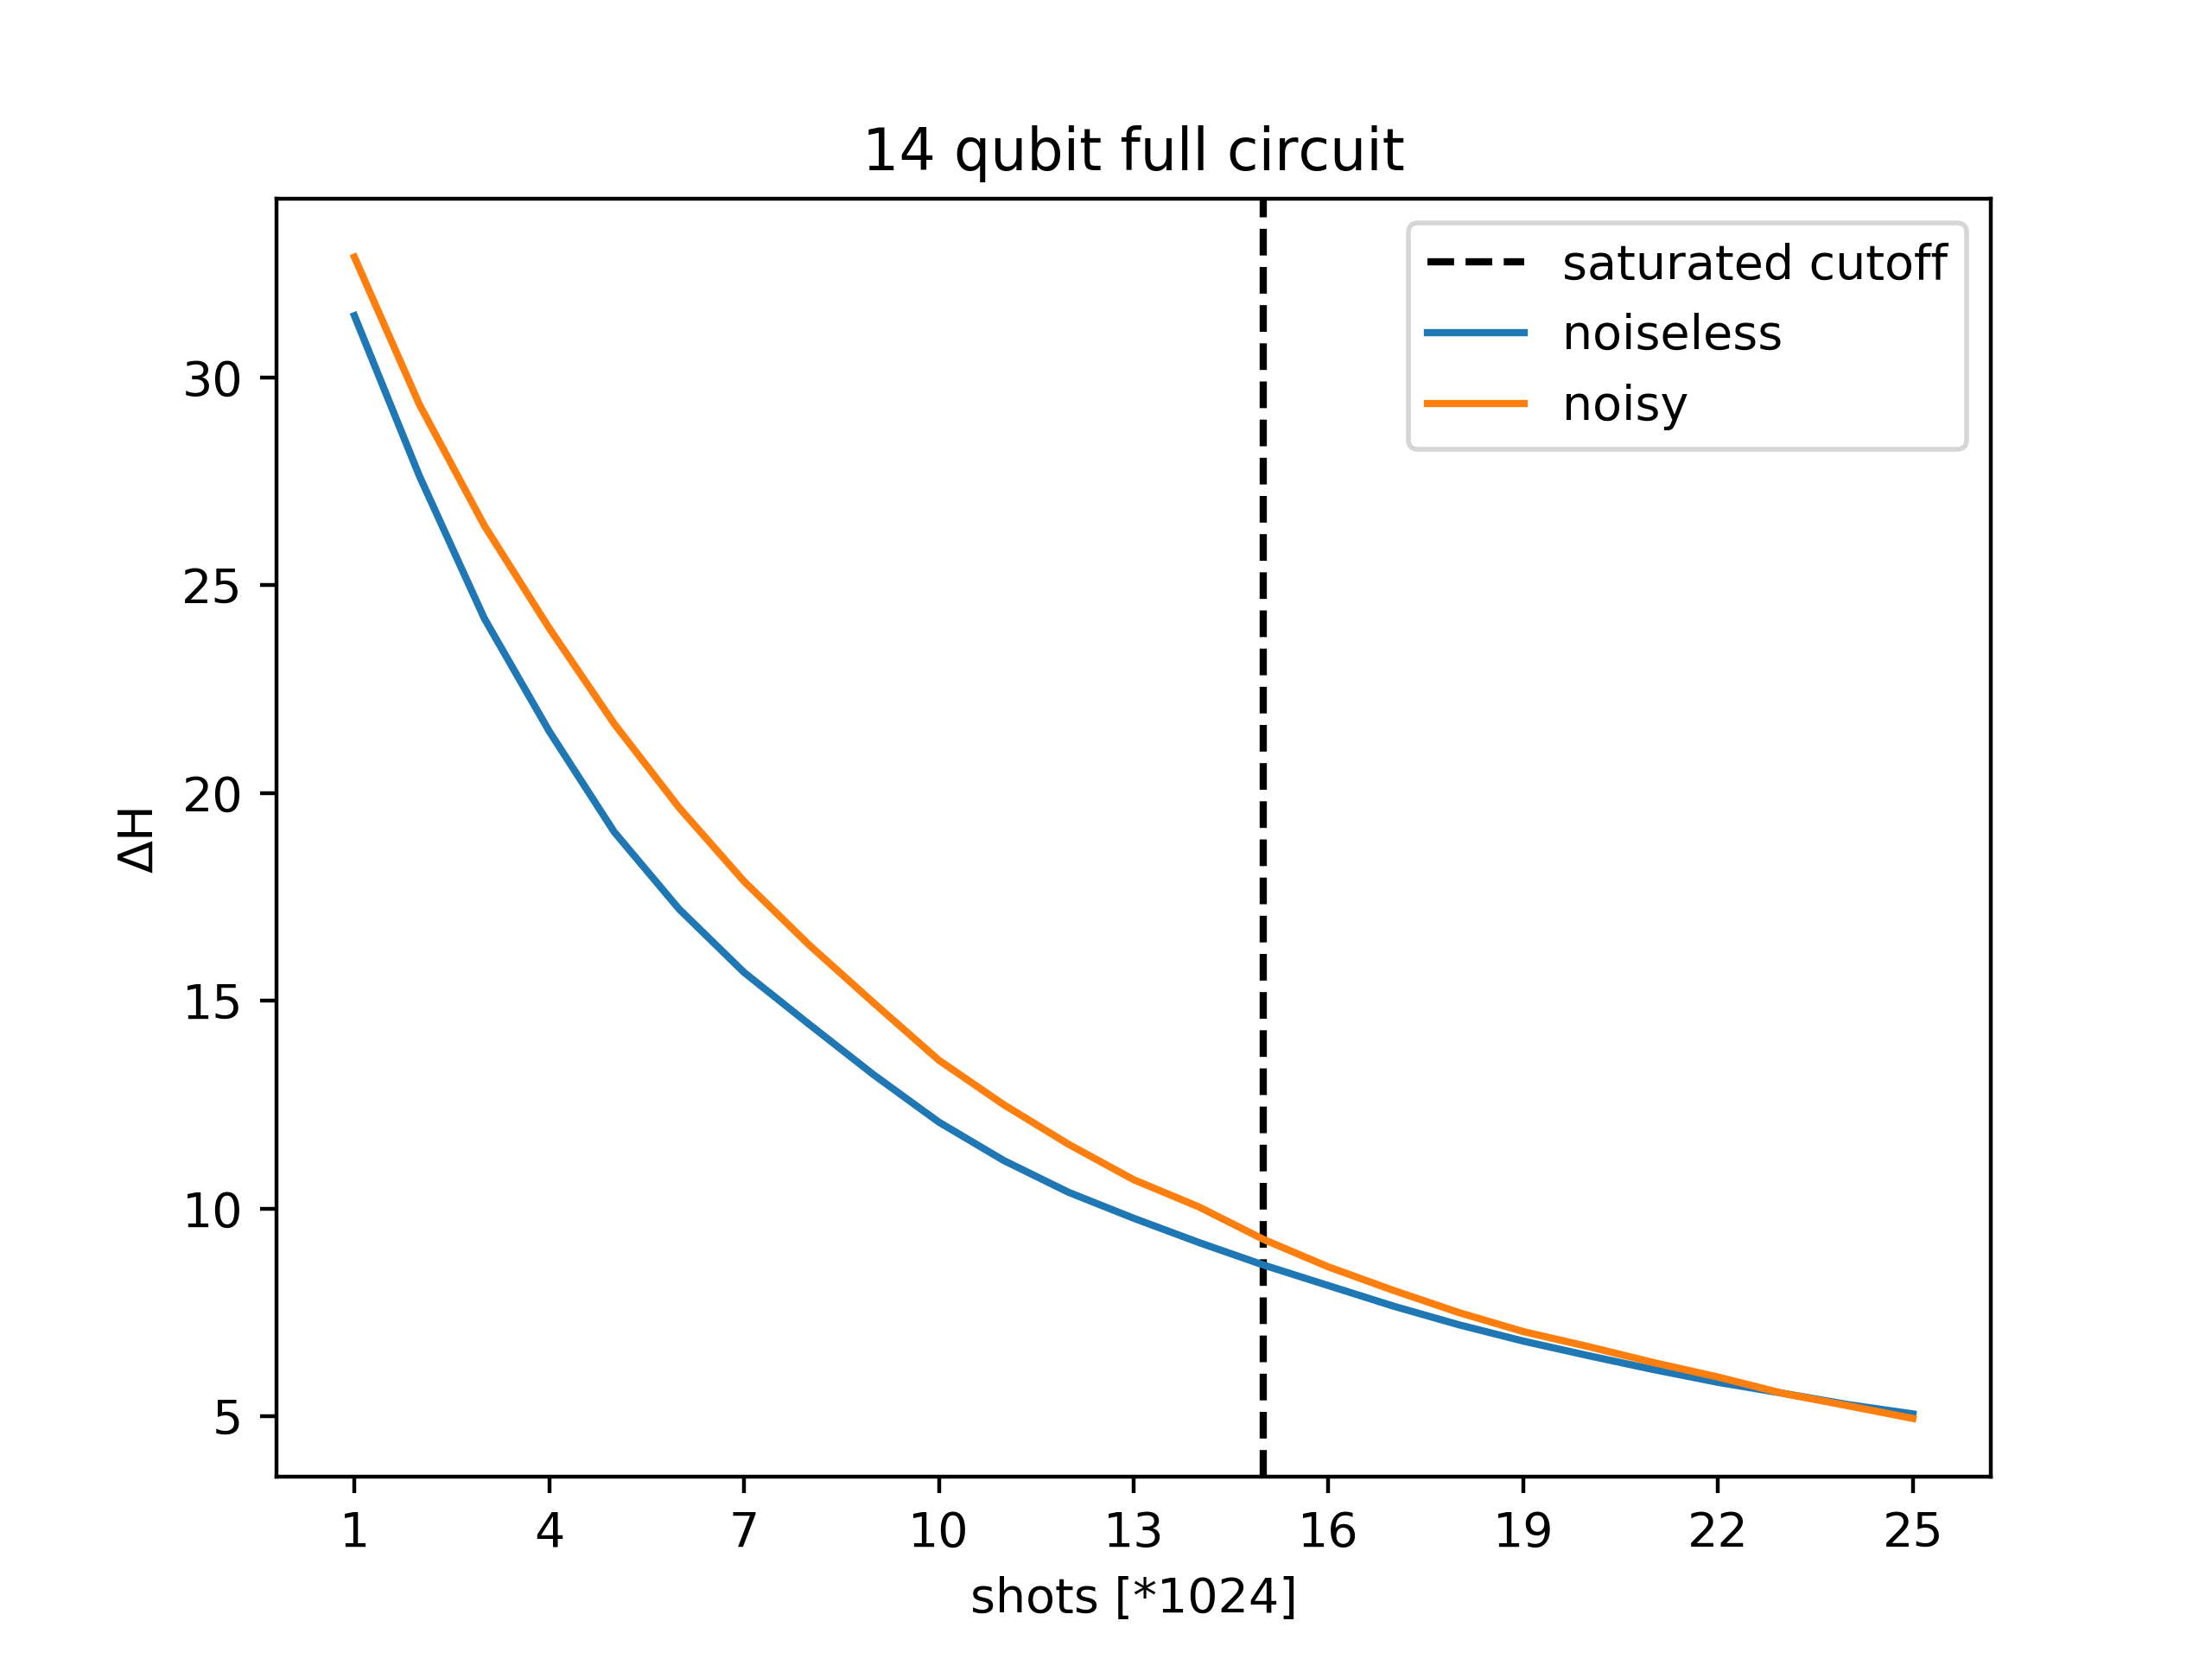 14 qubit full circuit
saturated cutoff
noiseless
noisy
30
25
20
15
10
5
ΔH
1 4 7 10 13 16 19 22 25
shots [*1024]